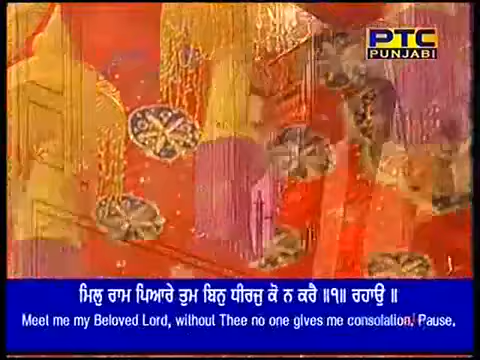 PTC
PUNJABI
ਮਿਲੁ ਰਾਮ ਪਿਆਰੇ ਤੁਮ ਬਿਨੁ ਧੀਰਜੁ ਕੋ ਨ ਕਰੈ ॥੧॥ ਰਹਾਉ ॥
Meet me my Beloved Lord, without Thee no one gives me consolation, Pause.